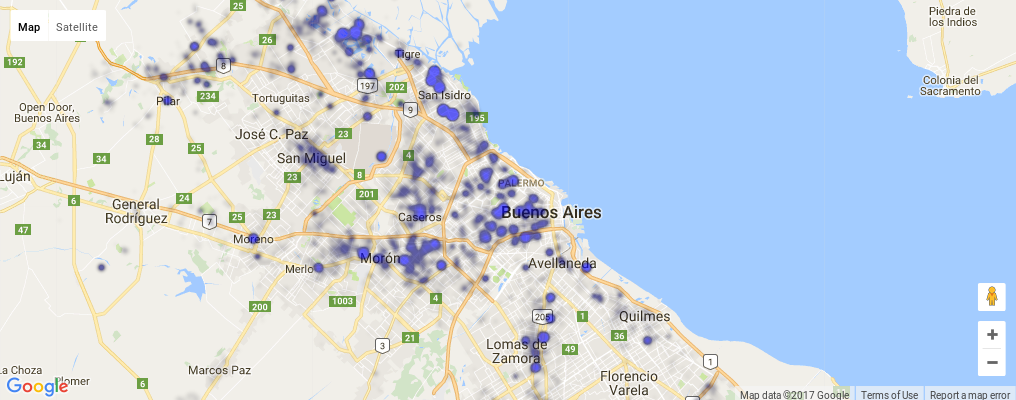 Map Satellite
25
26
Piedra de
los Indios
192
8
Tigre
197
202
Colonia del
Sacramento
Pilar
234
Tortuguitas
San Isidro
9
195
Open Door,
Buenos Aires
José C. Paz
23
28
34
25
34
San Miguel
4
Luján
23
8
PALERMO
201
24
General
Rodríguez
7
25
Caseros
Buenos Aires
47
23
25
Moreno
Merlo
Morón
Avellaneda
200
1003
4
205
1
Quilmes
21
36
3
Lomas de
Zamora
49
1
La Choza
Marcos Paz
6
Plomer
Florencio
Varela
Google
Map data ©2017 Google
Terms of Use
Report a map error